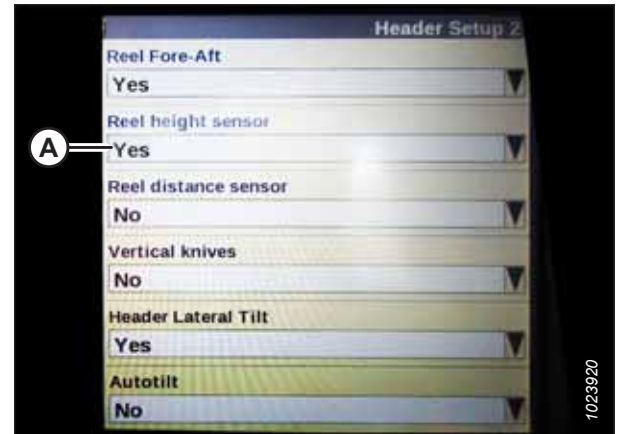 Header Setup 2
Reel Fore-Aft
Yes
Reel height sensor
A
Yes
Reel distance sensor
No
Vertical knives
No
Header Lateral Tilt
Yes
Autotilt
No
1023920